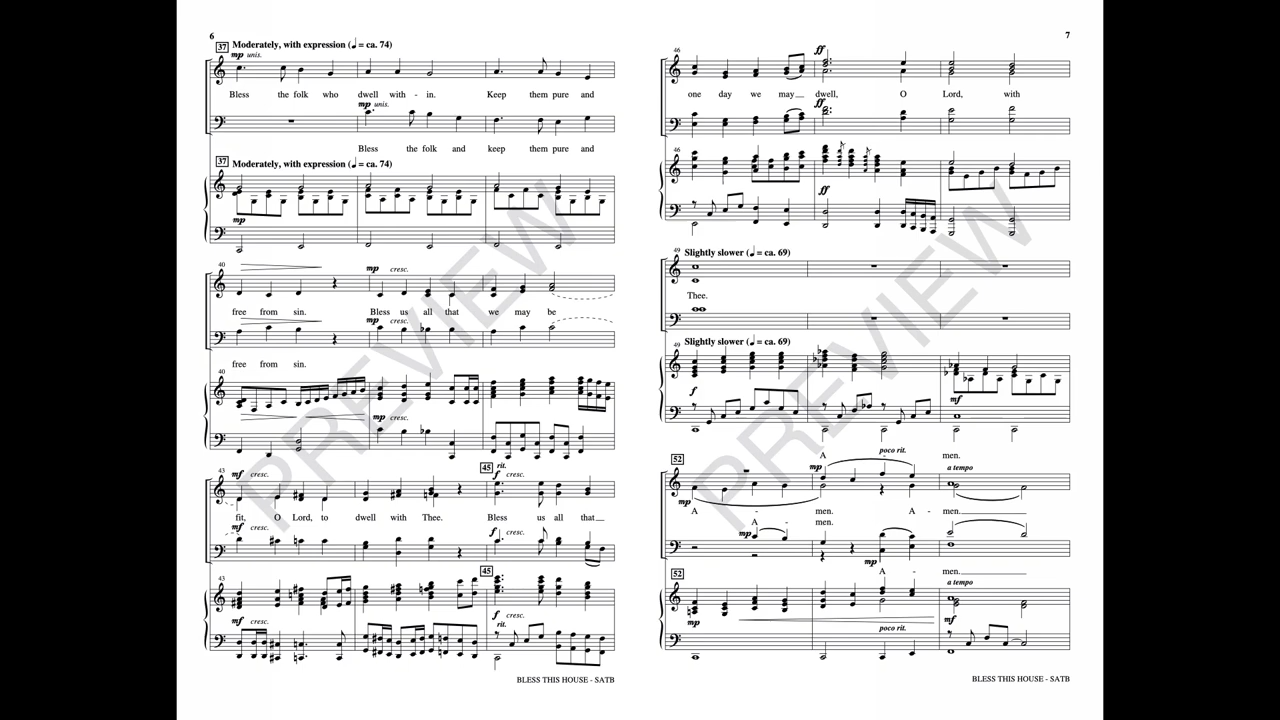 6
37 Moderately, with expression (♩ = ca. 74)
mp unis.
Bless the folk who dwell with - in. Keep them pure and
mp unis.
Bless the folk and keep them pure and
37 Moderately, with expression (♩ = ca. 74)
mp
40
mp cresc.
free from sin. Bless us all that we may be
mp cresc.
free from sin.
40
mp cresc.
43
mf cresc.
45 rit.
f cresc.
fit, O Lord, to dwell with Thee. Bless us all that
mf cresc.
f cresc.
43
45
mf cresc.
f cresc.
rit.
BLESS THIS HOUSE - SATB
7
46
ff
one day we may dwell, O Lord, with
ff
46
ff
49 Slightly slower (♩ = ca. 69)
Thee.
49 Slightly slower (♩ = ca. 69)
f
mf
52
A men.
mp
poco rit.
a tempo
mp
A - men. A - men.
A - men.
mp
mp
A - men.
52
a tempo
mp
poco rit.
mf
BLESS THIS HOUSE - SATB
PREVIEW
PREVIEW